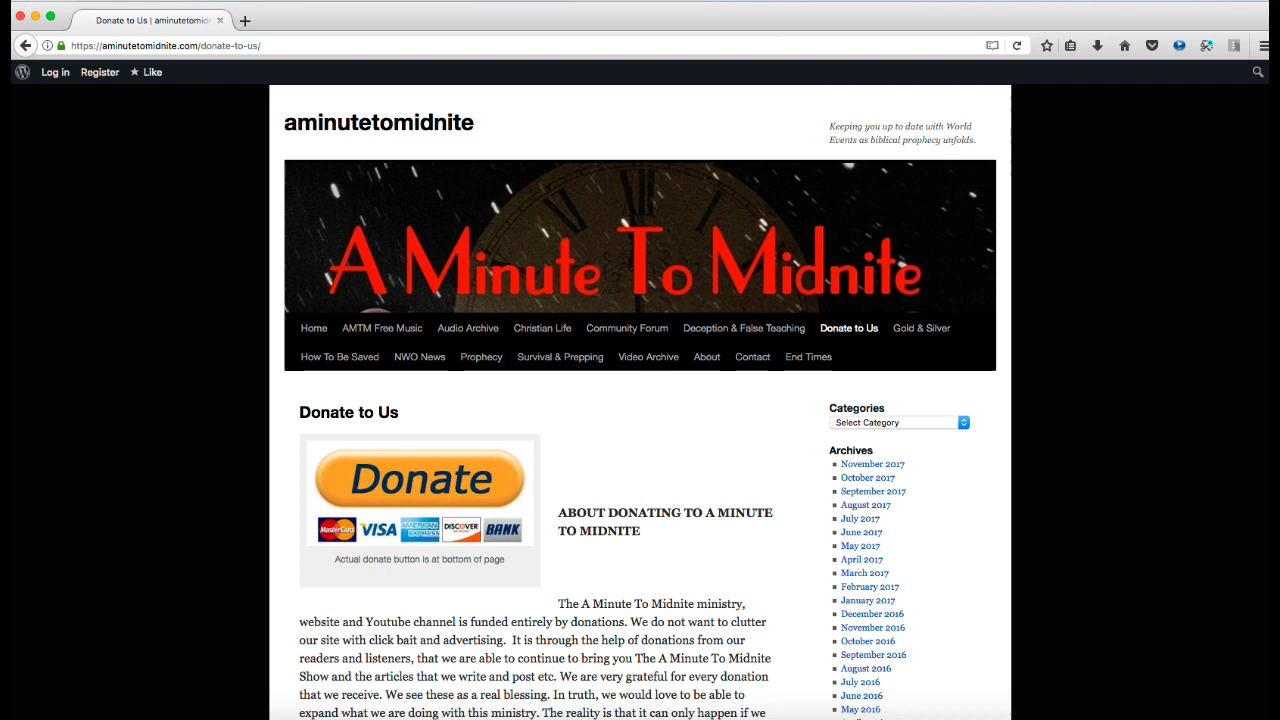 Donate to Us | aminutetomidn
https://aminutetomidnite.com/donate-to-us/
Log in Register Like
aminutetomidnite
Keeping you up to date with World
Events as biblical prophecy unfolds.
A Minute To Midnite
Home AMTM Free Music Audio Archive Christian Life Community Forum Deception & False Teaching Donate to Us Gold & Silver
How To Be Saved NWO News Prophecy Survival & Prepping Video Archive About Contact End Times
Donate to Us
Donate
MasterCard VISA AMERICAN EXPRESS DISCOVER BANK
Actual donate button is at bottom of page
ABOUT DONATING TO A MINUTE
TO MIDNITE
The A Minute To Midnite ministry,
website and Youtube channel is funded entirely by donations. We do not want to clutter
our site with click bait and advertising.  It is through the help of donations from our
readers and listeners, that we are able to continue to bring you The A Minute To Midnite
Show and the articles that we write and post etc. We are very grateful for every donation
that we receive. We see these as a real blessing. In truth, we would love to be able to
expand what we are doing with this ministry. The reality is that it can only happen if we
Categories
Select Category
Archives
November 2017
October 2017
September 2017
August 2017
July 2017
June 2017
May 2017
April 2017
March 2017
February 2017
January 2017
December 2016
November 2016
October 2016
September 2016
August 2016
July 2016
June 2016
May 2016